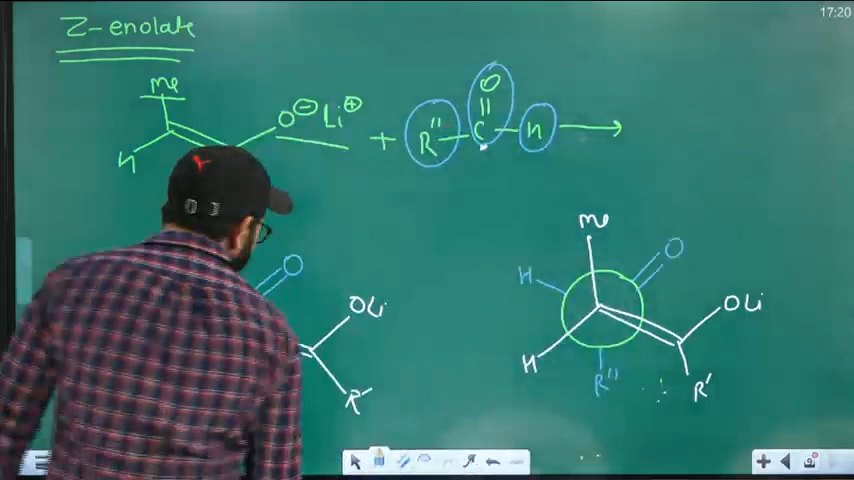 17:20
Z-enolate
Me
H
O⊖ Li⊕
+ R'' - C - H →
O
Me
H
O
OLi
H
R''
R'
O
OLi
R'